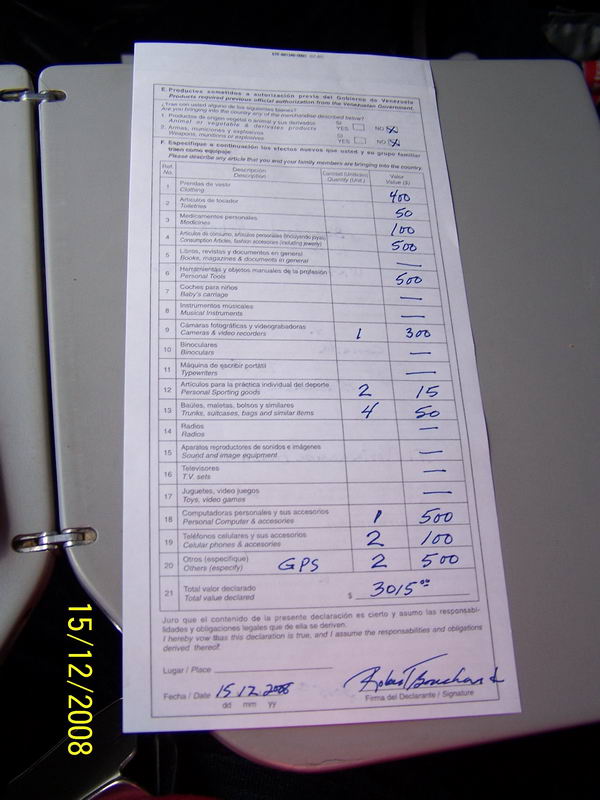 E. Productos sometidos a autorización previa del Gobierno de Venezuela
Products required previous official authorization from the Venezuelan Government.
¿Trae con usted alguno de los siguientes bienes?
Are you bringing into the country any of the merchandise described below?
1. Productos de origen vegetal o animal y sus derivados SI
Animal or vegetable & derivates products YES NO X
2. Armas, municiones y explosivos SI
Weapons, munitions or explosives YES NO X
F. Especifique a continuación los efectos nuevos que usted y su grupo familiar
traen como equipaje
Please describe any article that you and your family members are bringing into the country.
Ref. Descripción Cantidad (Unidades) Valor
No. Description Quantity (Unit.) Value ($)
1 Prendas de vestir 400
Clothing
2 Artículos de tocador 50
Toiletries
3 Medicamentos personales 100
Medicines
4 Artículos de consumo, artículos personales (incluyendo joyas) 500
Consumption Articles, fashion accesories (including jewelry)
5 Libros, revistas y documentos en general —
Books, magazines & documents in general
6 Herramientas y objetos manuales de la profesión 500
Personal Tools
7 Coches para niños —
Baby's carriage
8 Instrumentos musicales —
Musical Instruments
9 Cámaras fotográficas y videograbadoras 1 300
Cameras & video recorders
10 Binoculares —
Binoculars
11 Máquina de escribir portátil —
Typewriters
12 Artículos para la práctica individual del deporte 2 15
Personal Sporting goods
13 Baúles, maletas, bolsos y similares 4 50
Trunks, suitcases, bags and similar items
14 Radios —
Radios
15 Aparatos reproductores de sonidos e imágenes —
Sound and image equipment
16 Televisores —
T.V. sets
17 Juguetes, video juegos —
Toys, video games
18 Computadoras personales y sus accesorios 1 500
Personal Computer & accesories
19 Teléfonos celulares y sus accesorios 2 100
Celular phones & accesories
20 Otros (especifique) GPS 2 500
Others (especify)
21 Total valor declarado $ 3015.00
Total value declared
Juro que el contenido de la presente declaración es cierto y asumo las responsabi-
lidades y obligaciones legales que de ella se deriven.
I hereby vow thas this declaration is true, and I assume the responsabilities and obligations
derived thereof.
Lugar / Place
Fecha / Date 15 12 2008
dd mm yy
Firma del Declarante / Signature
15/12/2008